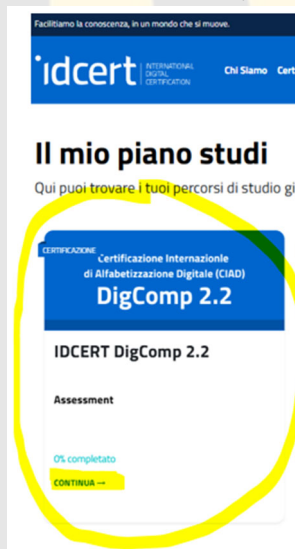 Facilitiamo la conoscenza, in un mondo che si muove.
idcert INTERNATIONAL DIGITAL CERTIFICATION
Chi Siamo Cert
Il mio piano studi
Qui puoi trovare i tuoi percorsi di studio gi
CERTIFICAZIONE
Certificazione Internazionle
di Alfabetizzazione Digitale (CIAD)
DigComp 2.2
IDCERT DigComp 2.2
Assessment
0% completato
CONTINUA →